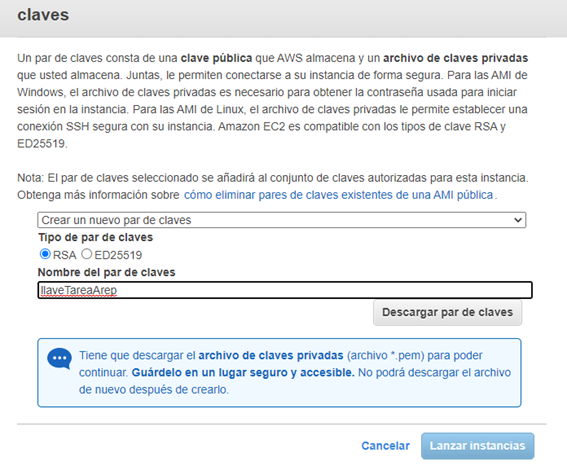 claves
Un par de claves consta de una clave pública que AWS almacena y un archivo de claves privadas
que usted almacena. Juntas, le permiten conectarse a su instancia de forma segura. Para las AMI de
Windows, el archivo de claves privadas es necesario para obtener la contraseña usada para iniciar
sesión en la instancia. Para las AMI de Linux, el archivo de claves privadas le permite establecer una
conexión SSH segura con su instancia. Amazon EC2 es compatible con los tipos de clave RSA y
ED25519.
Nota: El par de claves seleccionado se añadirá al conjunto de claves autorizadas para esta instancia.
Obtenga más información sobre cómo eliminar pares de claves existentes de una AMI pública.
Crear un nuevo par de claves
Tipo de par de claves
RSA ED25519
Nombre del par de claves
llaveTareaArep
Descargar par de claves
Tiene que descargar el archivo de claves privadas (archivo *.pem) para poder
continuar. Guárdelo en un lugar seguro y accesible. No podrá descargar el archivo
de nuevo después de crearlo.
Cancelar Lanzar instancias